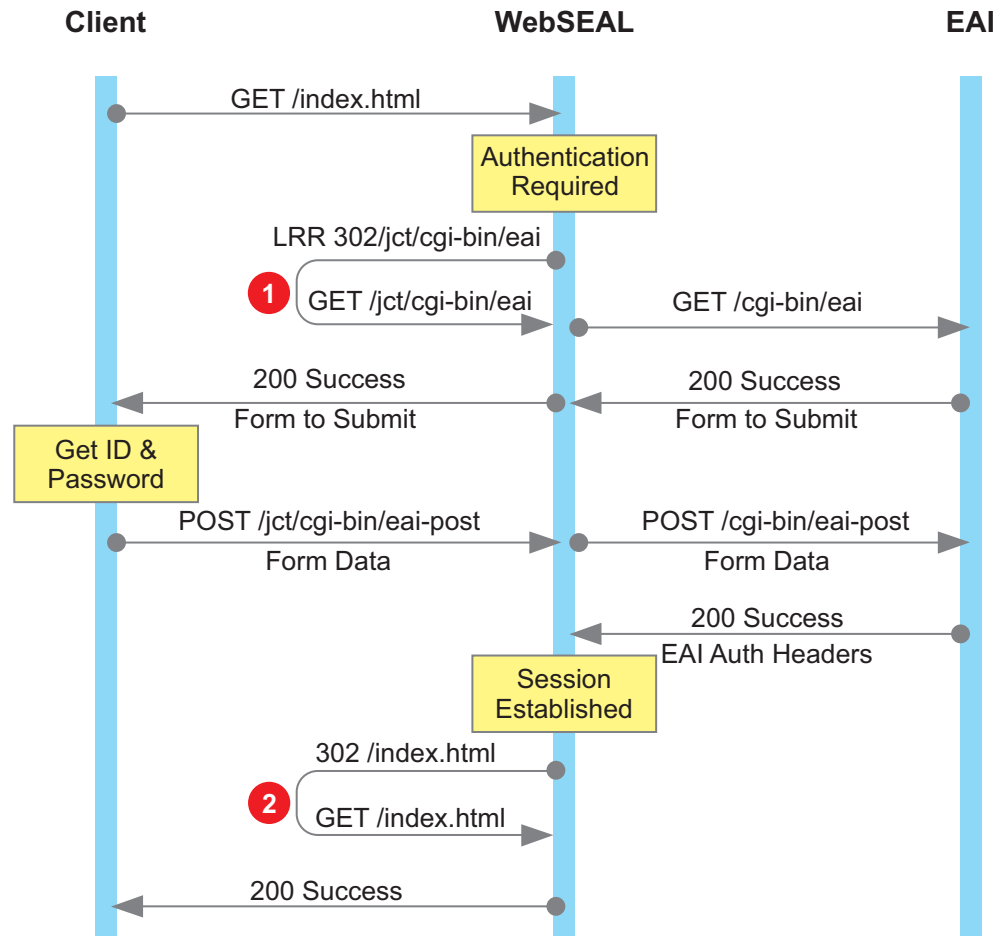 Client WebSEAL EAI
GET /index.html
Authentication
Required
LRR 302/jct/cgi-bin/eai
1
GET /jct/cgi-bin/eai
GET /cgi-bin/eai
200 Success
Form to Submit
200 Success
Form to Submit
Get ID &
Password
POST /jct/cgi-bin/eai-post
Form Data
POST /cgi-bin/eai-post
Form Data
200 Success
EAI Auth Headers
Session
Established
302 /index.html
2
GET /index.html
200 Success